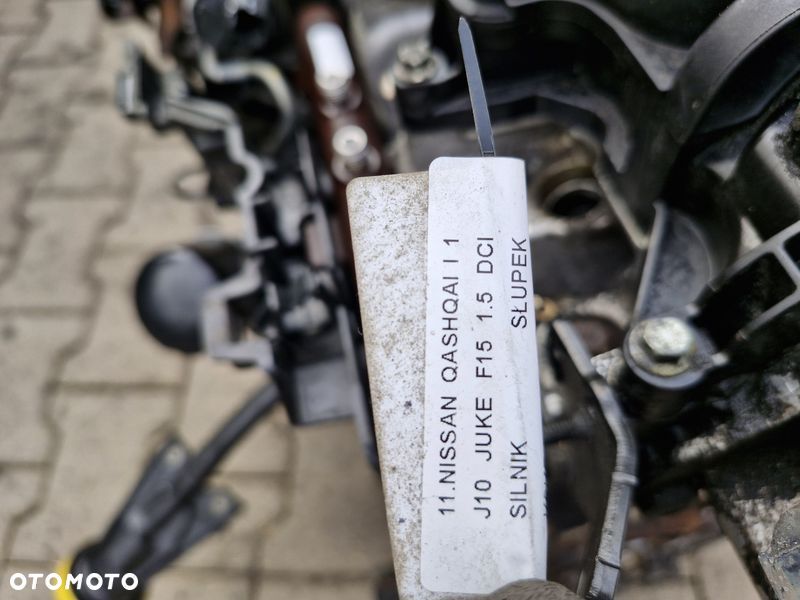 11.NISSAN QASHQAI I 1
J10 JUKE F15 1.5 DCI
SILNIK SŁUPEK
OTOMOTO